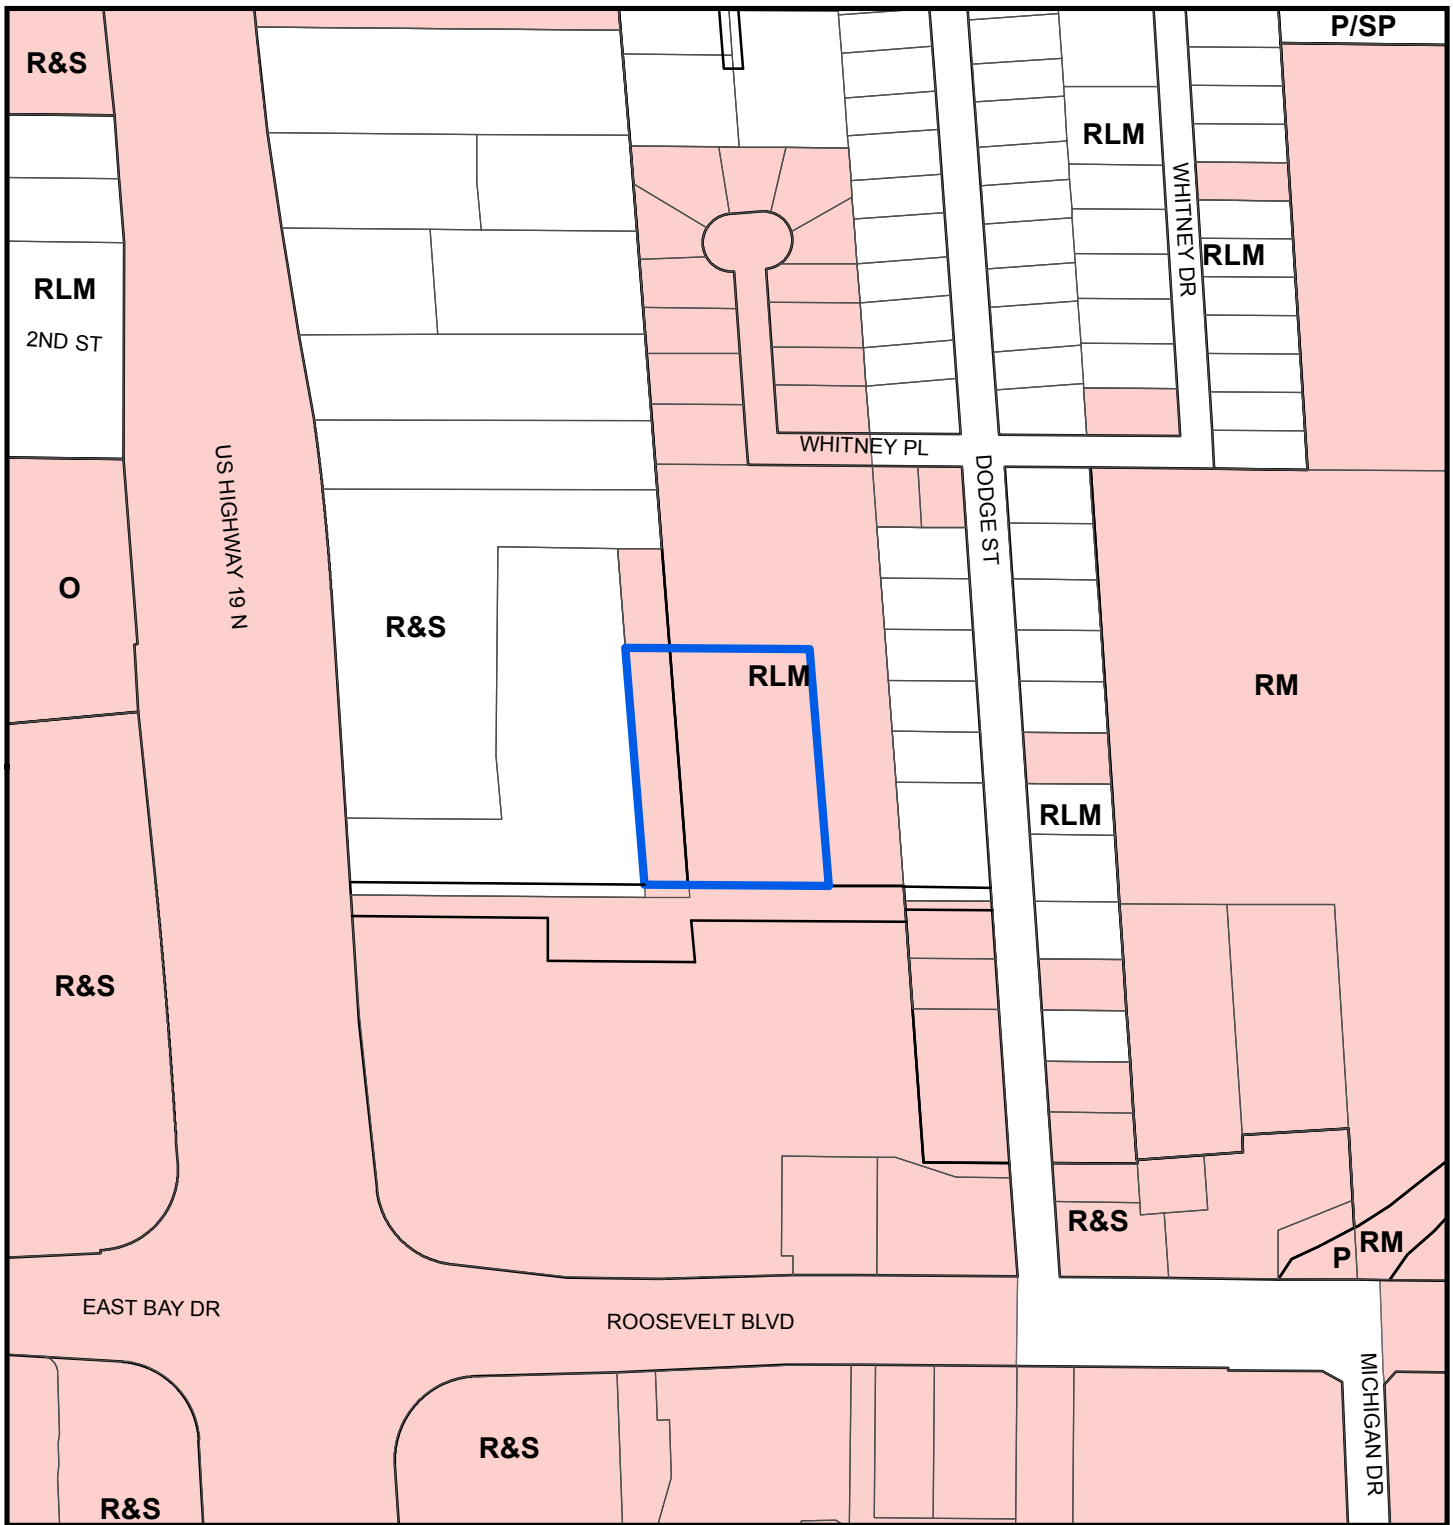 P/SP
R&S
RLM
WHITNEY DR
RLM
RLM
2ND ST
WHITNEY PL
US HIGHWAY 19 N
DODGE ST
O
R&S
RLM
RM
RLM
R&S
R&S
RM
P
EAST BAY DR
ROOSEVELT BLVD
MICHIGAN DR
R&S
R&S